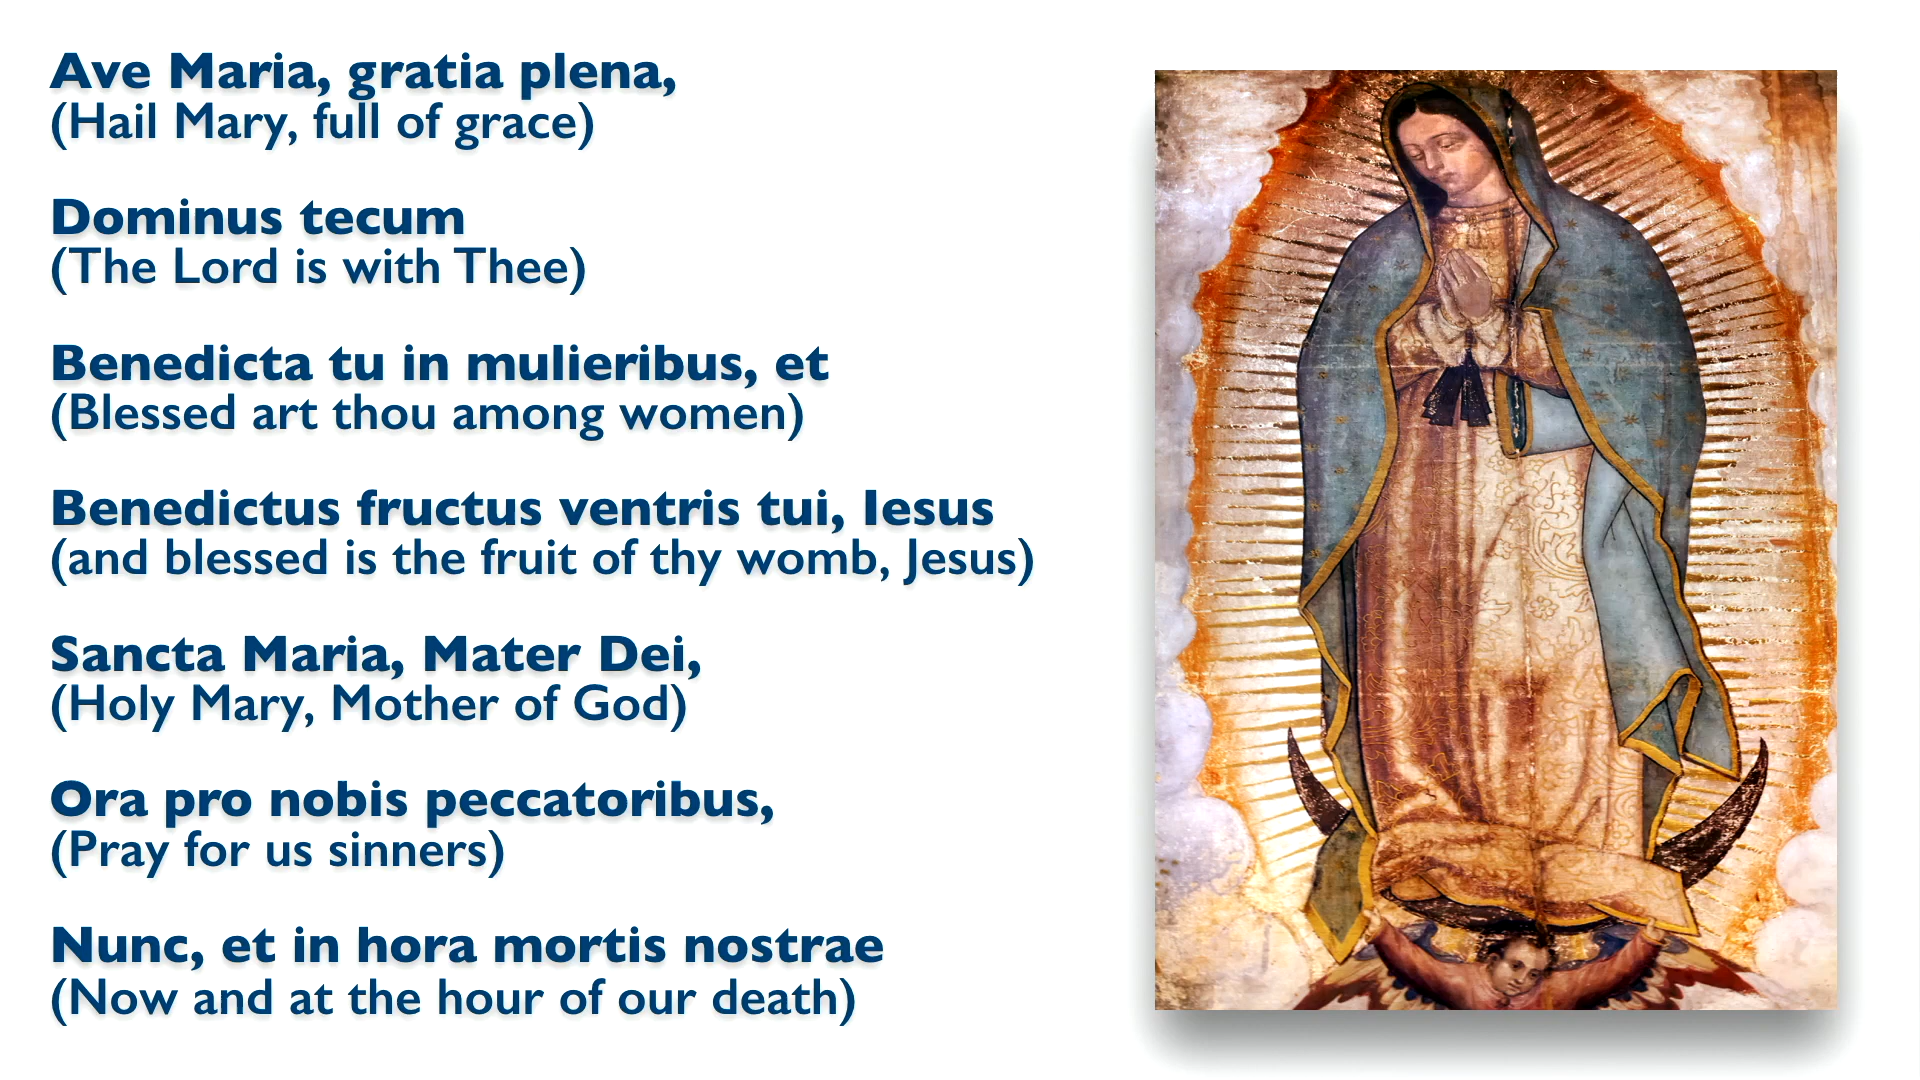 Ave Maria, gratia plena,
(Hail Mary, full of grace)
Dominus tecum
(The Lord is with Thee)
Benedicta tu in mulieribus, et
(Blessed art thou among women)
Benedictus fructus ventris tui, Iesus
(and blessed is the fruit of thy womb, Jesus)
Sancta Maria, Mater Dei,
(Holy Mary, Mother of God)
Ora pro nobis peccatoribus,
(Pray for us sinners)
Nunc, et in hora mortis nostrae
(Now and at the hour of our death)